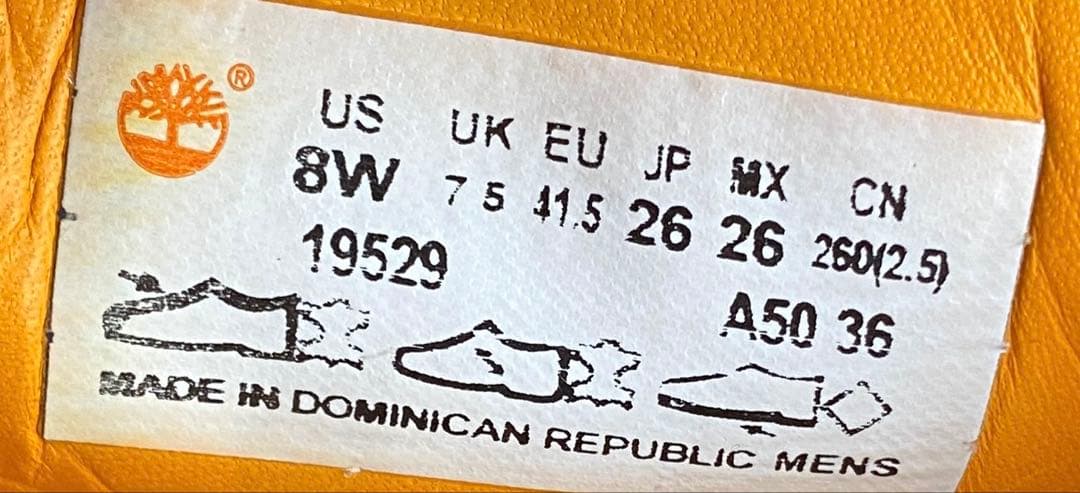 ®
US UK EU JP MX CN
8W 7 5 41.5 26 26 260(2.5)
19529 A50 36
MADE IN DOMINICAN REPUBLIC MENS